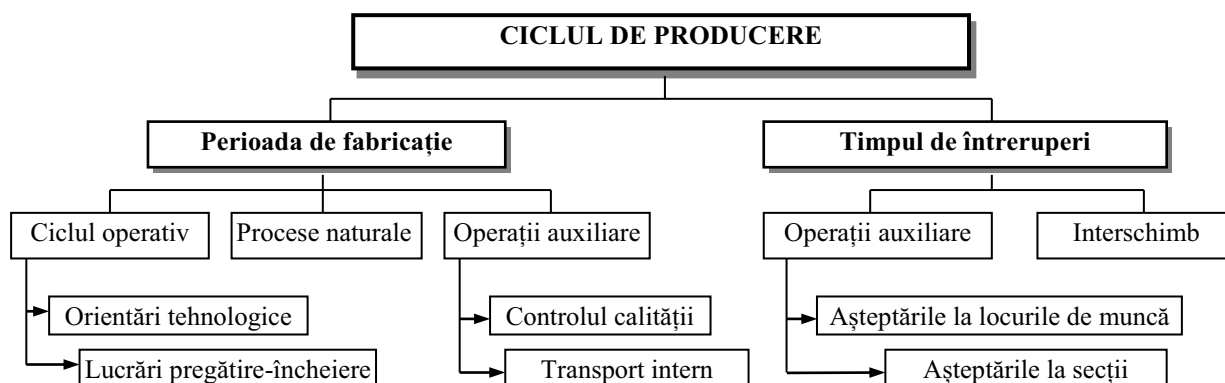 CICLUL DE PRODUCERE
Perioada de fabricație
Timpul de întreruperi
Ciclul operativ
Procese naturale
Operații auxiliare
Operații auxiliare
Interschimb
Orientări tehnologice
Controlul calității
Așteptările la locurile de muncă
Lucrări pregătire-încheiere
Transport intern
Așteptările la secții